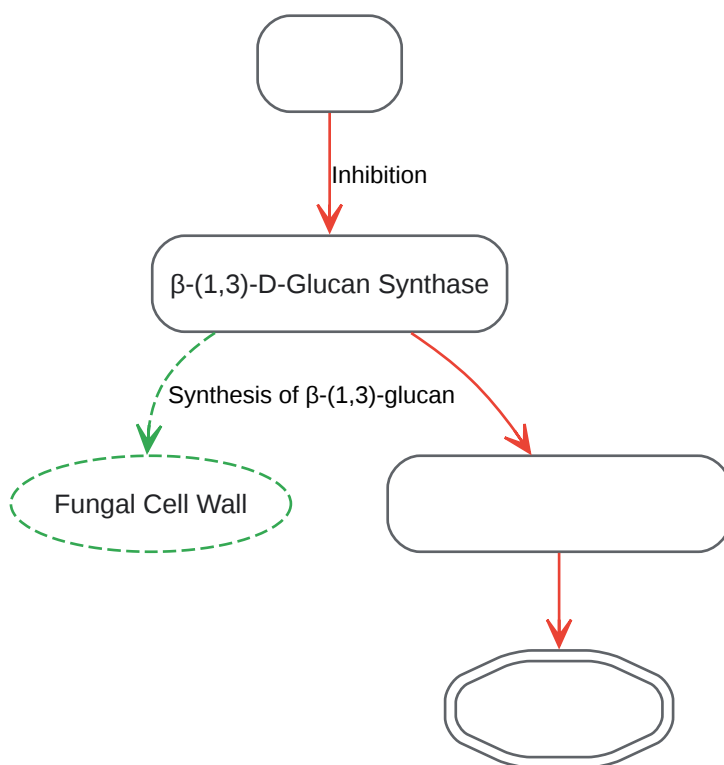 Inhibition
β-(1,3)-D-Glucan Synthase
Synthesis of β-(1,3)-glucan
Fungal Cell Wall